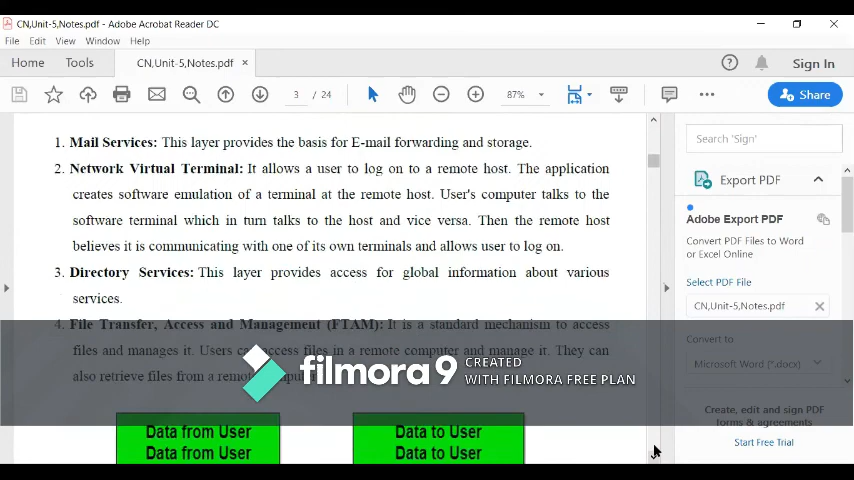 CN,Unit-5,Notes.pdf - Adobe Acrobat Reader DC
File Edit View Window Help
Home Tools CN,Unit-5,Notes.pdf × Sign In
3 / 24 87% Share
1. Mail Services: This layer provides the basis for E-mail forwarding and storage.
2. Network Virtual Terminal: It allows a user to log on to a remote host. The application
creates software emulation of a terminal at the remote host. User's computer talks to the
software terminal which in turn talks to the host and vice versa. Then the remote host
believes it is communicating with one of its own terminals and allows user to log on.
3. Directory Services: This layer provides access for global information about various
services.
4. File Transfer, Access and Management (FTAM): It is a standard mechanism to access
files and manages it. Users can access files in a remote computer and manage it. They can
also retrieve files from a remote computer.
Data from User
Data from User
Data to User
Data to User
Search 'Sign'
Export PDF
Adobe Export PDF
Convert PDF Files to Word
or Excel Online
Select PDF File
CN,Unit-5,Notes.pdf
Convert to
Microsoft Word (*.docx)
Create, edit and sign PDF
forms & agreements
Start Free Trial
filmora9
CREATED
WITH FILMORA FREE PLAN